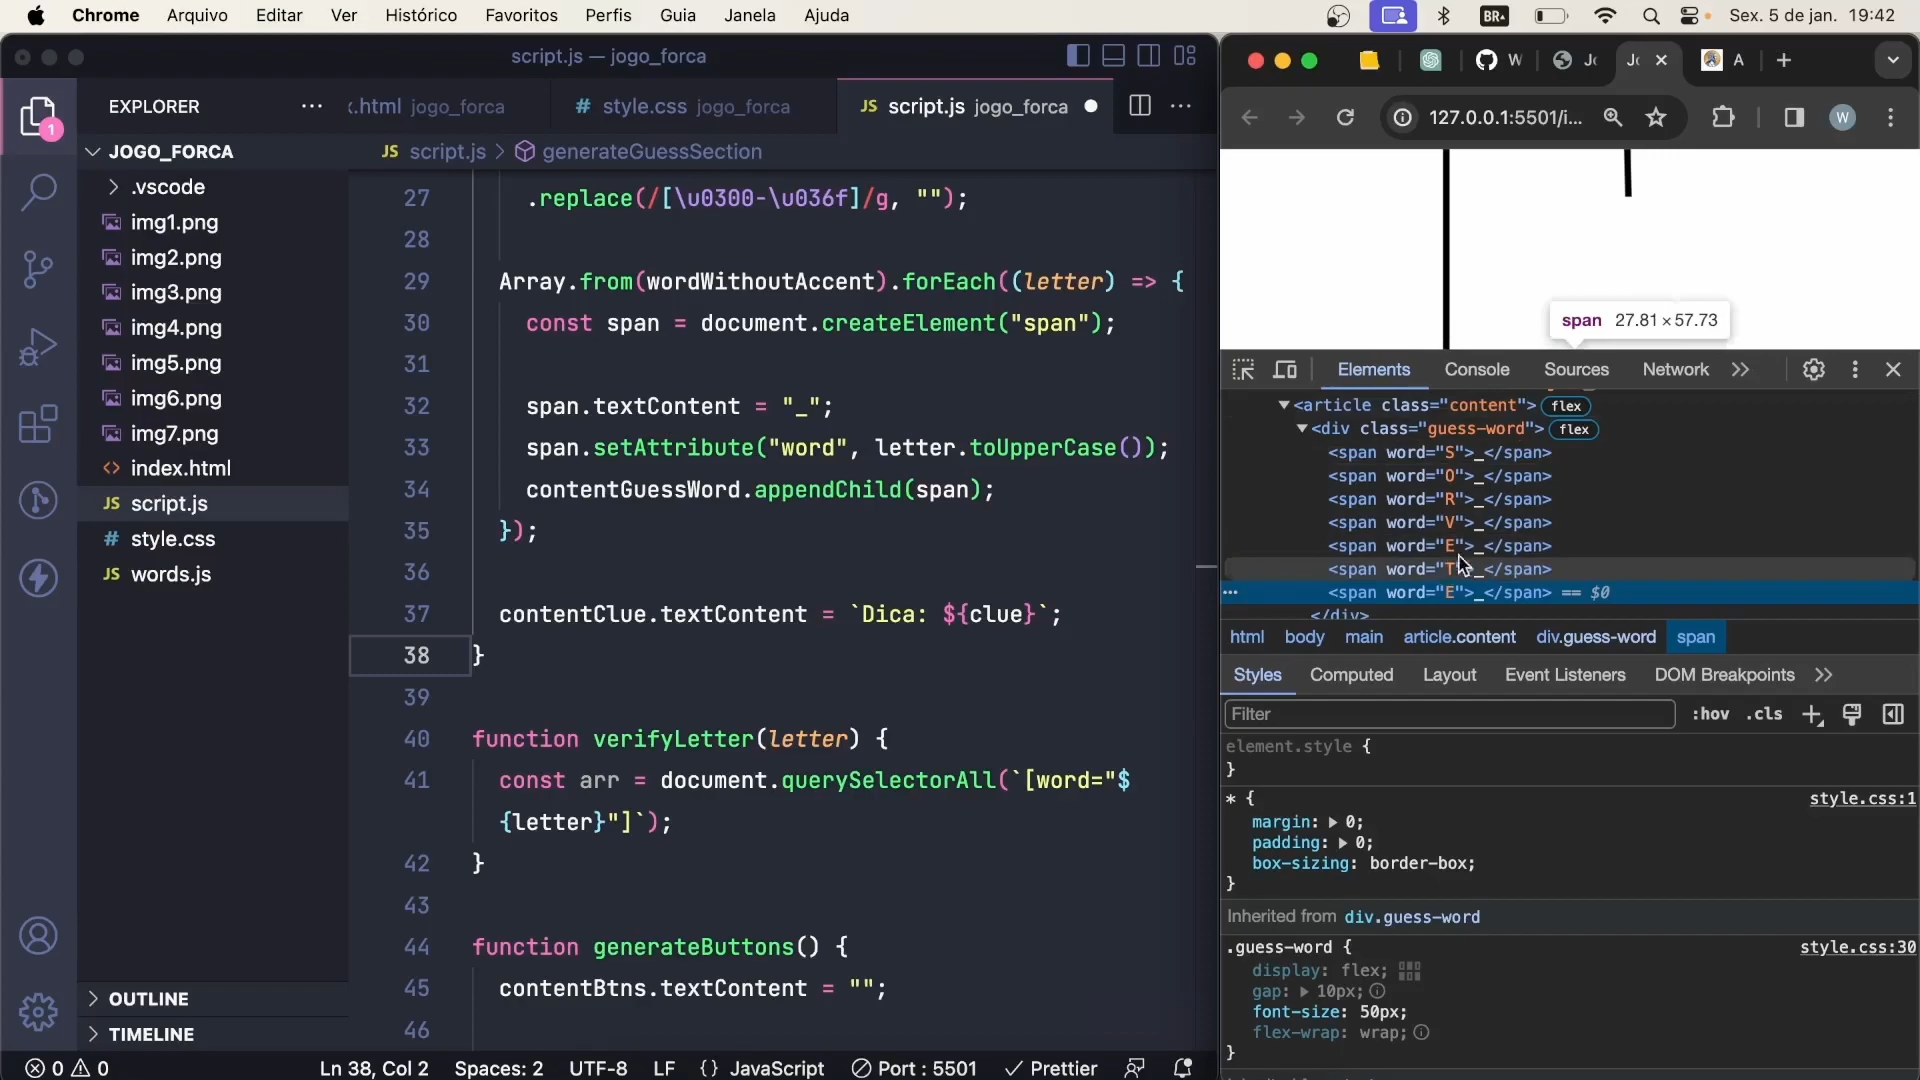 Chrome Arquivo Editar Ver Histórico Favoritos Perfis Guia Janela Ajuda
BR
Sex. 5 de jan. 19:42
script.js — jogo_forca
EXPLORER
1
JOGO_FORCA
.vscode
img1.png
img2.png
img3.png
img4.png
img5.png
img6.png
img7.png
<> index.html
JS script.js
# style.css
JS words.js
OUTLINE
TIMELINE
.html jogo_forca
# style.css jogo_forca
JS script.js jogo_forca
JS script.js > generateGuessSection
27 .replace(/[\u0300-\u036f]/g, "");
28
29 Array.from(wordWithoutAccent).forEach((letter) => {
30 const span = document.createElement("span");
31
32 span.textContent = "_";
33 span.setAttribute("word", letter.toUpperCase());
34 contentGuessWord.appendChild(span);
35 });
36
37 contentClue.textContent = `Dica: ${clue}`;
38 }
39
40 function verifyLetter(letter) {
41 const arr = document.querySelectorAll(`[word="$
{letter}"]`);
42 }
43
44 function generateButtons() {
45 contentBtns.textContent = "";
46
0 0
Ln 38, Col 2 Spaces: 2 UTF-8 LF {} JavaScript Port : 5501 Prettier
W
A
127.0.0.1:5501/i...
W
span 27.81 × 57.73
Elements Console Sources Network
<article class="content"> flex
<div class="guess-word"> flex
<span word="S">_</span>
<span word="O">_</span>
<span word="R">_</span>
<span word="V">_</span>
<span word="E">_</span>
<span word="T">_</span>
<span word="E">_</span> == $0
</div>
html body main article.content div.guess-word span
Styles Computed Layout Event Listeners DOM Breakpoints
Filter :hov .cls
element.style {
}
* { style.css:1
margin: 0;
padding: 0;
box-sizing: border-box;
}
Inherited from div.guess-word
.guess-word { style.css:30
display: flex;
gap: 10px;
font-size: 50px;
flex-wrap: wrap;
}